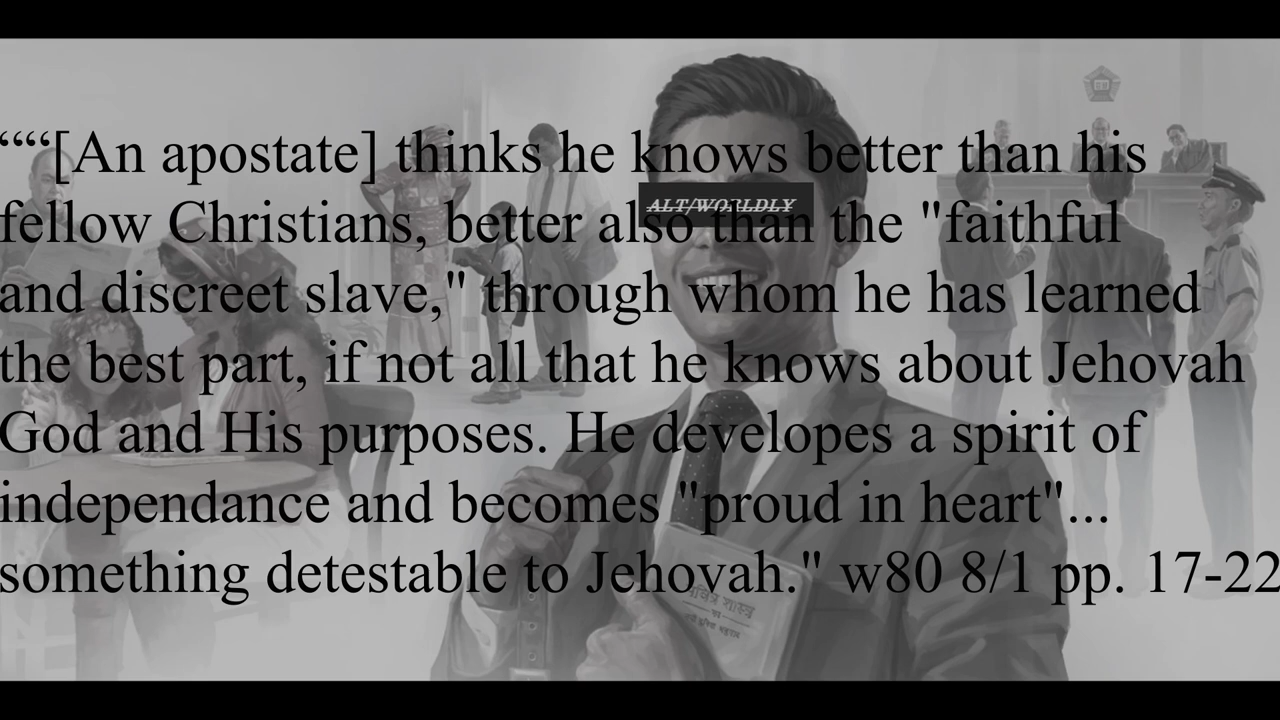 ““[An apostate] thinks he knows better than his
ALT/WORLDLY
fellow Christians, better also than the "faithful
and discreet slave," through whom he has learned
the best part, if not all that he knows about Jehovah
God and His purposes. He developes a spirit of
independance and becomes "proud in heart"...
something detestable to Jehovah." w80 8/1 pp. 17-22